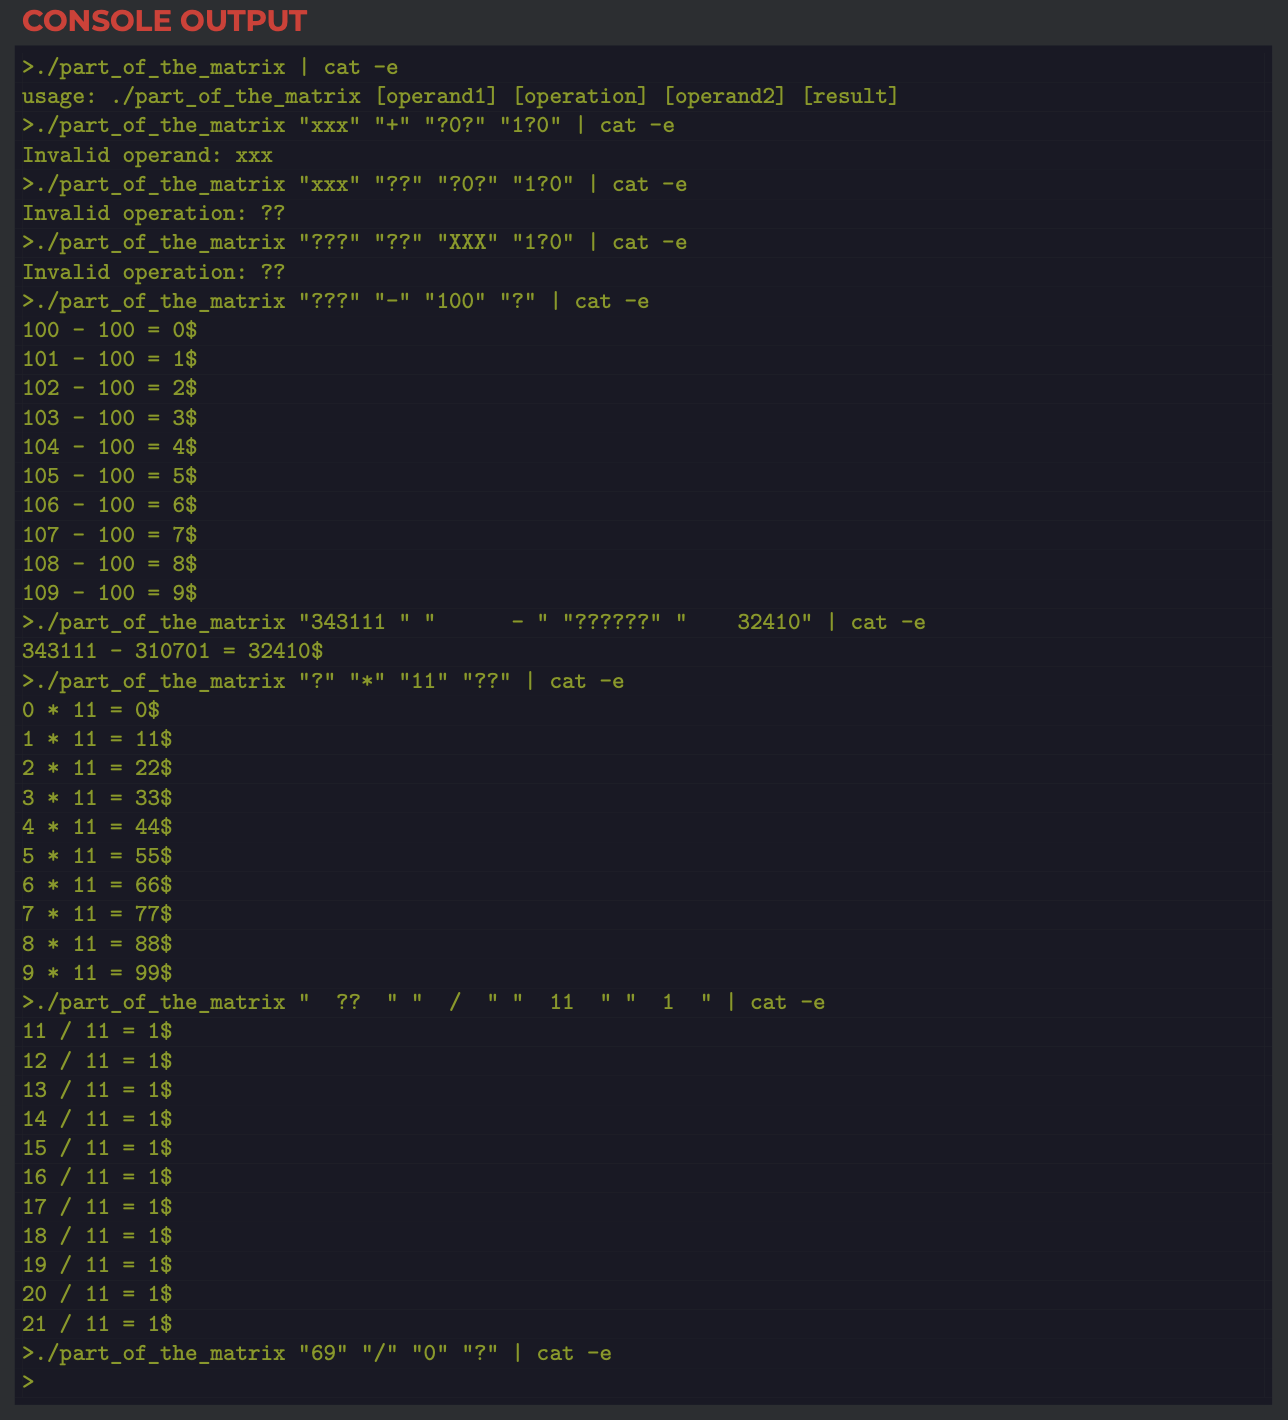 CONSOLE OUTPUT
>./part_of_the_matrix | cat -e
usage: ./part_of_the_matrix [operand1] [operation] [operand2] [result]
>./part_of_the_matrix "xxx" "+" "?0?" "1?0" | cat -e
Invalid operand: xxx
>./part_of_the_matrix "xxx" "??" "?0?" "1?0" | cat -e
Invalid operation: ??
>./part_of_the_matrix "???" "??" "XXX" "1?0" | cat -e
Invalid operation: ??
>./part_of_the_matrix "???" "-" "100" "?" | cat -e
100 - 100 = 0$
101 - 100 = 1$
102 - 100 = 2$
103 - 100 = 3$
104 - 100 = 4$
105 - 100 = 5$
106 - 100 = 6$
107 - 100 = 7$
108 - 100 = 8$
109 - 100 = 9$
>./part_of_the_matrix "343111 " "      - " "??????" "    32410" | cat -e
343111 - 310701 = 32410$
>./part_of_the_matrix "?" "*" "11" "??" | cat -e
0 * 11 = 0$
1 * 11 = 11$
2 * 11 = 22$
3 * 11 = 33$
4 * 11 = 44$
5 * 11 = 55$
6 * 11 = 66$
7 * 11 = 77$
8 * 11 = 88$
9 * 11 = 99$
>./part_of_the_matrix "  ??  " "  /  " "  11  " "  1  " | cat -e
11 / 11 = 1$
12 / 11 = 1$
13 / 11 = 1$
14 / 11 = 1$
15 / 11 = 1$
16 / 11 = 1$
17 / 11 = 1$
18 / 11 = 1$
19 / 11 = 1$
20 / 11 = 1$
21 / 11 = 1$
>./part_of_the_matrix "69" "/" "0" "?" | cat -e
>